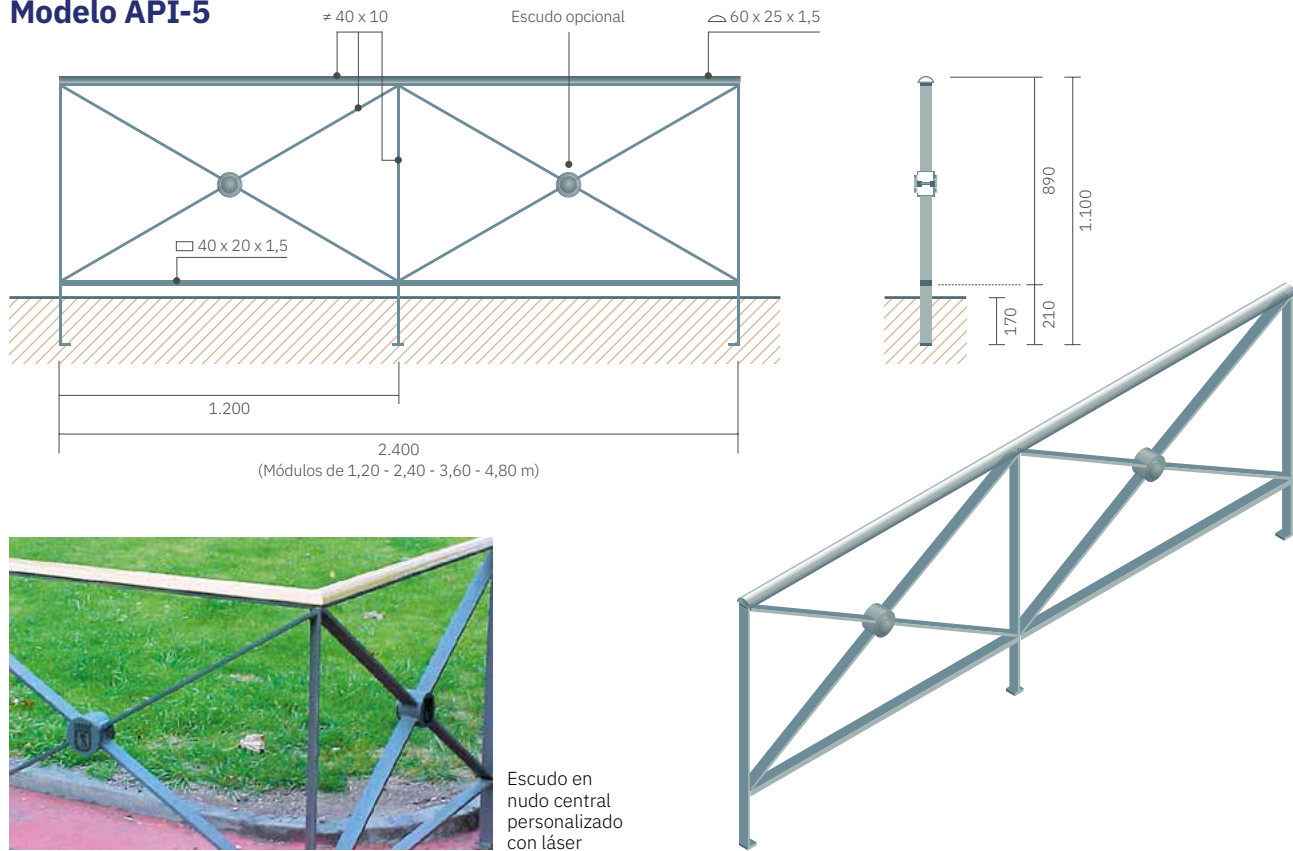 Modelo API-5
≠ 40 x 10
Escudo opcional
60 x 25 x 1,5
40 x 20 x 1,5
890
1.100
170
210
1.200
2.400
(Módulos de 1,20 - 2,40 - 3,60 - 4,80 m)
Escudo en
nudo central
personalizado
con láser